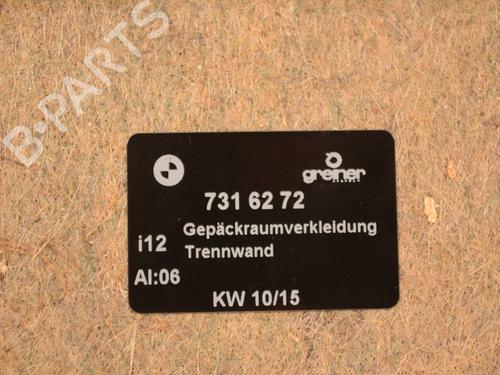 B·PARTS
greiner
731 62 72
Gepäckraumverkleidung
i12
Trennwand
AI:06
KW 10/15